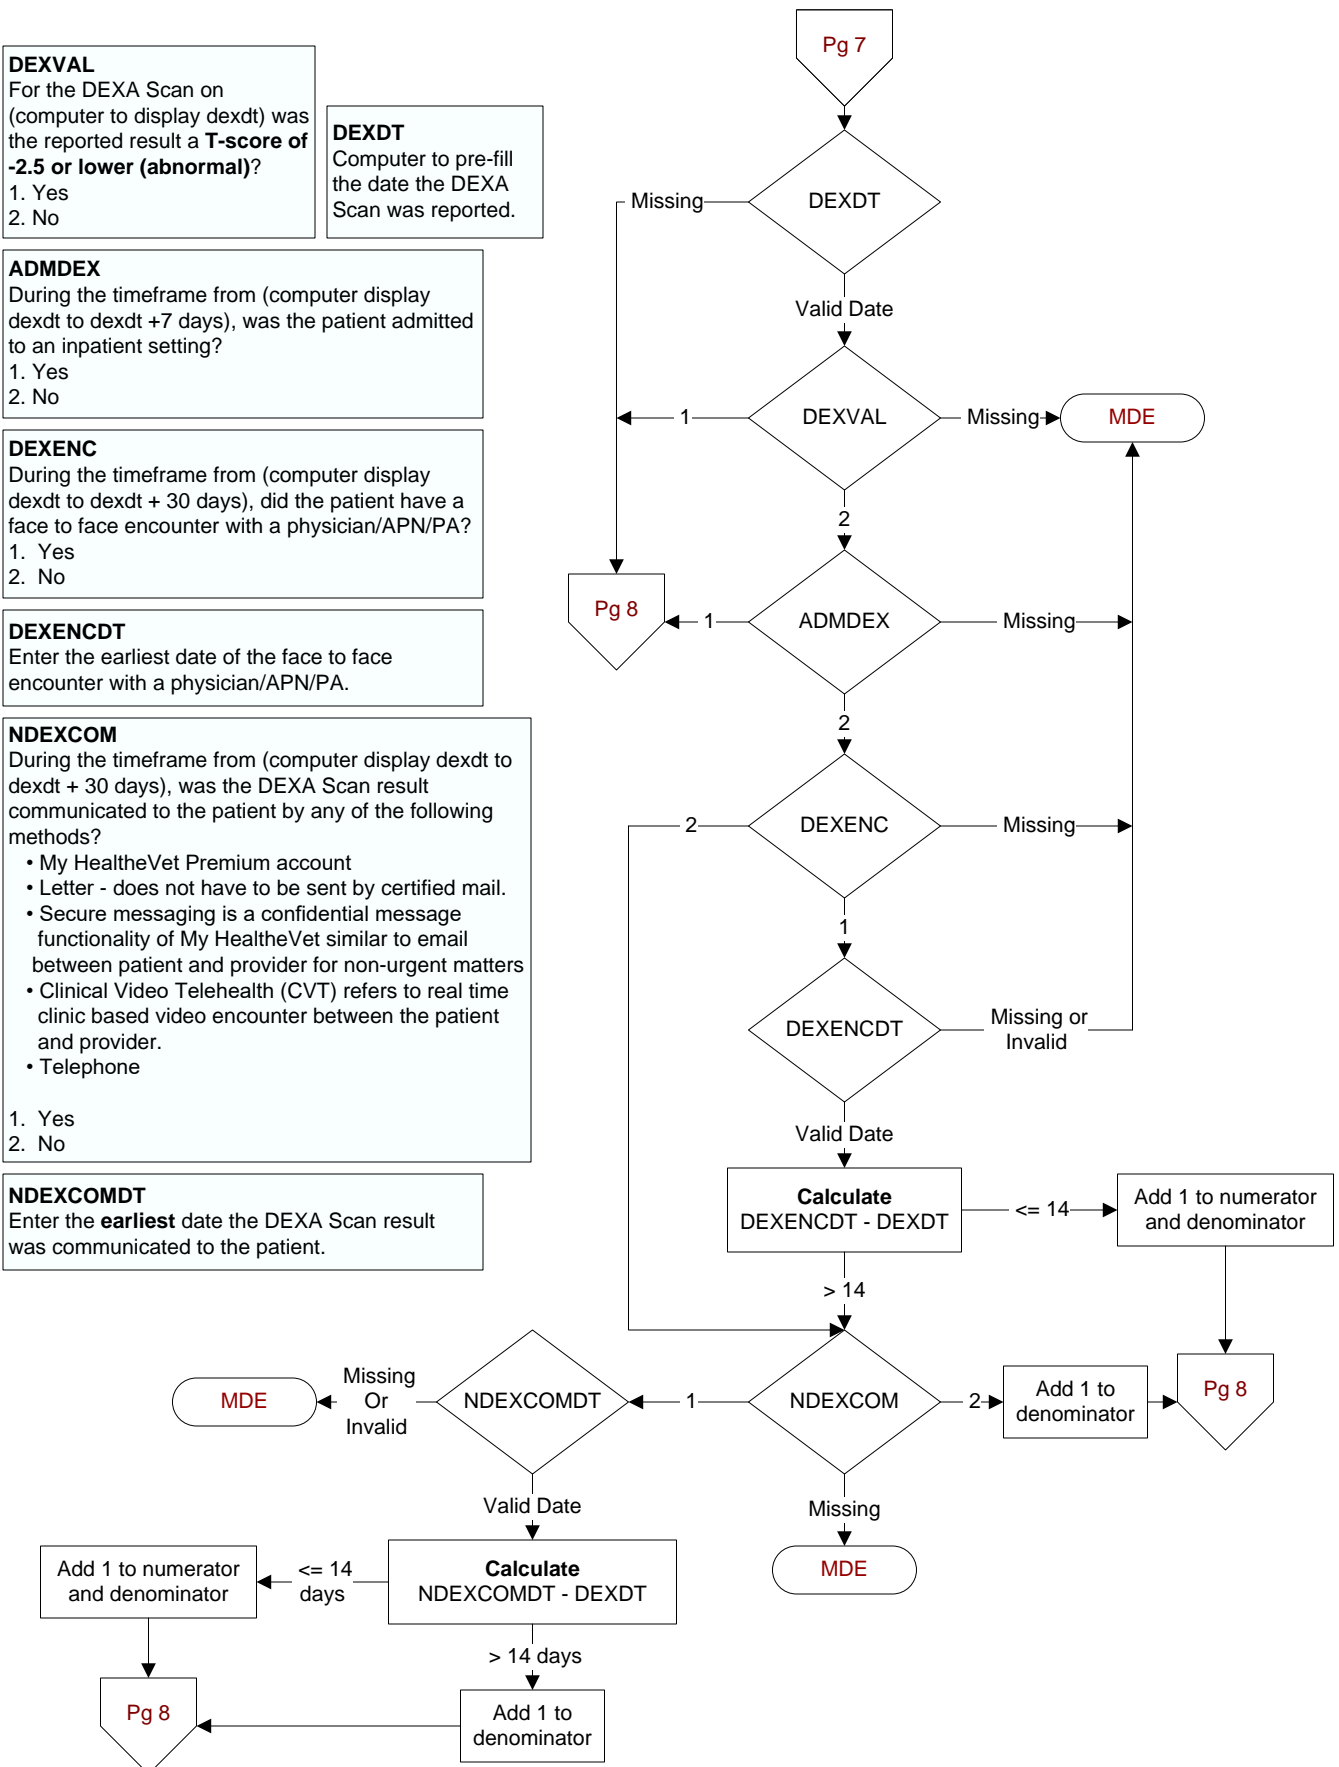 DEXVAL
For the DEXA Scan on
(computer to display dexdt) was
the reported result a T-score of
-2.5 or lower (abnormal)?
1. Yes
2. No
DEXDT
Computer to pre-fill
the date the DEXA
Scan was reported.
ADMDEX
During the timeframe from (computer display
dexdt to dexdt +7 days), was the patient admitted
to an inpatient setting?
1. Yes
2. No
DEXENC
During the timeframe from (computer display
dexdt to dexdt + 30 days), did the patient have a
face to face encounter with a physician/APN/PA?
1. Yes
2. No
DEXENCDT
Enter the earliest date of the face to face
encounter with a physician/APN/PA.
NDEXCOM
During the timeframe from (computer display dexdt to
dexdt + 30 days), was the DEXA Scan result
communicated to the patient by any of the following
methods?
• My HealtheVet Premium account
• Letter - does not have to be sent by certified mail.
• Secure messaging is a confidential message
functionality of My HealtheVet similar to email
between patient and provider for non-urgent matters
• Clinical Video Telehealth (CVT) refers to real time
clinic based video encounter between the patient
and provider.
• Telephone
1. Yes
2. No
NDEXCOMDT
Enter the earliest date the DEXA Scan result
was communicated to the patient.
Pg 7
DEXDT
Missing
Valid Date
DEXVAL
1
Missing
MDE
2
ADMDEX
1
Pg 8
Missing
2
DEXENC
2
Missing
1
DEXENCDT
Missing or
Invalid
Valid Date
Calculate
DEXENCDT - DEXDT
<= 14
Add 1 to numerator
and denominator
> 14
NDEXCOM
2
Add 1 to
denominator
Pg 8
1
NDEXCOMDT
Missing
Or
Invalid
MDE
Missing
MDE
Valid Date
Calculate
NDEXCOMDT - DEXDT
<= 14
days
Add 1 to numerator
and denominator
> 14 days
Add 1 to
denominator
Pg 8